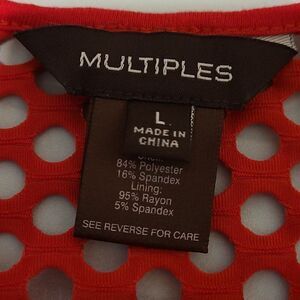 MULTIPLES
L
MADE IN
CHINA
84% Polyester
16% Spandex
Lining:
95% Rayon
5% Spandex
SEE REVERSE FOR CARE